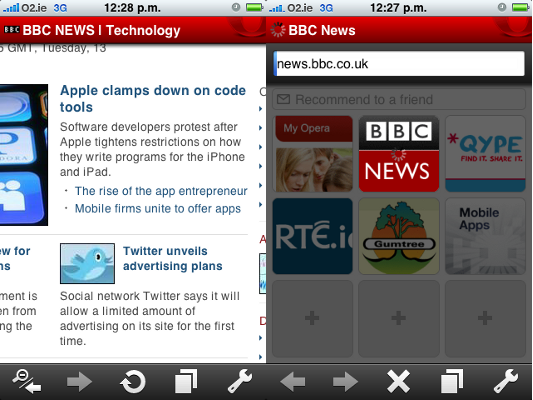 O2.ie 3G 12:28 p.m.
BBC BBC NEWS | Technology
GMT, Tuesday, 13
Apple clamps down on code
tools
Software developers protest after
Apple tightens restrictions on how
they write programs for the iPhone
and iPad.
The rise of the app entrepreneur
Mobile firms unite to offer apps
w for
ns
ment is
en from
ng the
Twitter unveils
advertising plans
Social network Twitter says it will
allow a limited amount of
advertising on its site for the first
time.
O2.ie 3G 12:27 p.m.
BBC News
news.bbc.co.uk
Recommend to a friend
My Opera
BBC
NEWS
*QYPE
FIND IT. SHARE IT.
RTÉ.ie
Gumtree
Mobile
Apps